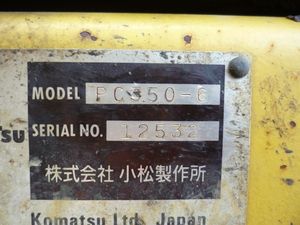 MODEL PC350-6
SERIAL NO. 12532
株式会社 小松製作所
Komatsu Ltd. Japan